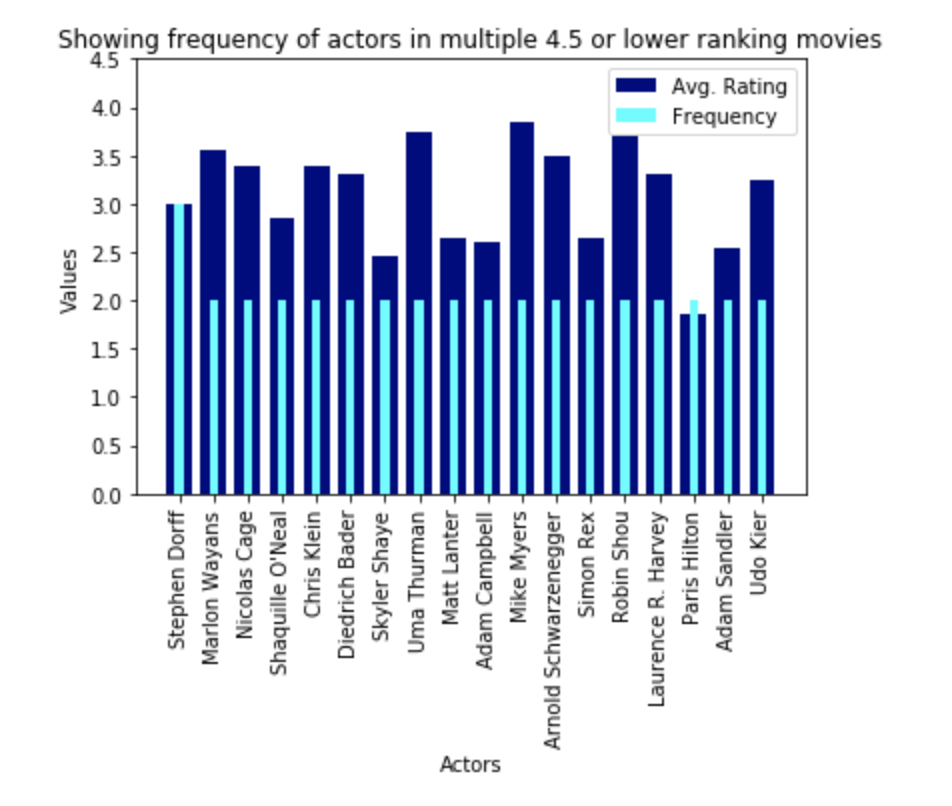 Showing frequency of actors in multiple 4.5 or lower ranking movies
Avg. Rating
Frequency
4.5
4.0
3.5
3.0
2.5
2.0
1.5
1.0
0.5
0.0
Values
Stephen Dorff
Marlon Wayans
Nicolas Cage
Shaquille O'Neal
Chris Klein
Diedrich Bader
Skyler Shaye
Uma Thurman
Matt Lanter
Adam Campbell
Mike Myers
Arnold Schwarzenegger
Simon Rex
Robin Shou
Laurence R. Harvey
Paris Hilton
Adam Sandler
Udo Kier
Actors